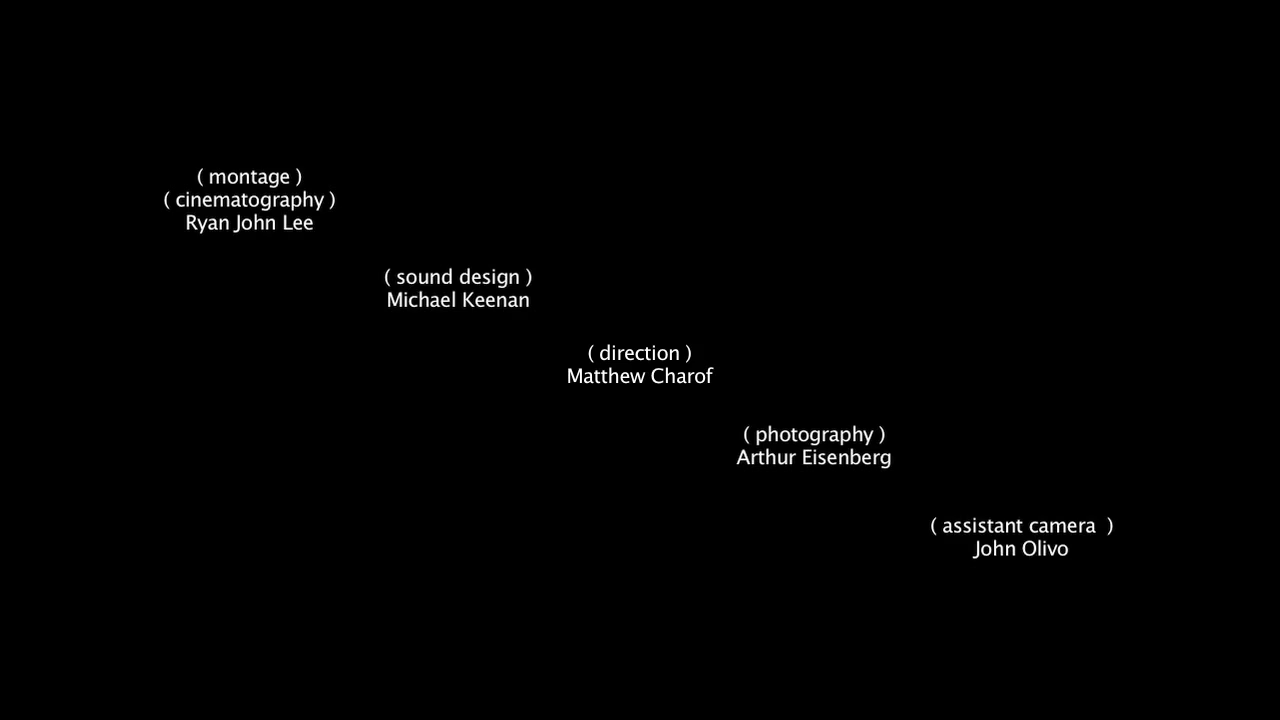 ( montage )
( cinematography )
Ryan John Lee
( sound design )
Michael Keenan
( direction )
Matthew Charof
( photography )
Arthur Eisenberg
( assistant camera  )
John Olivo